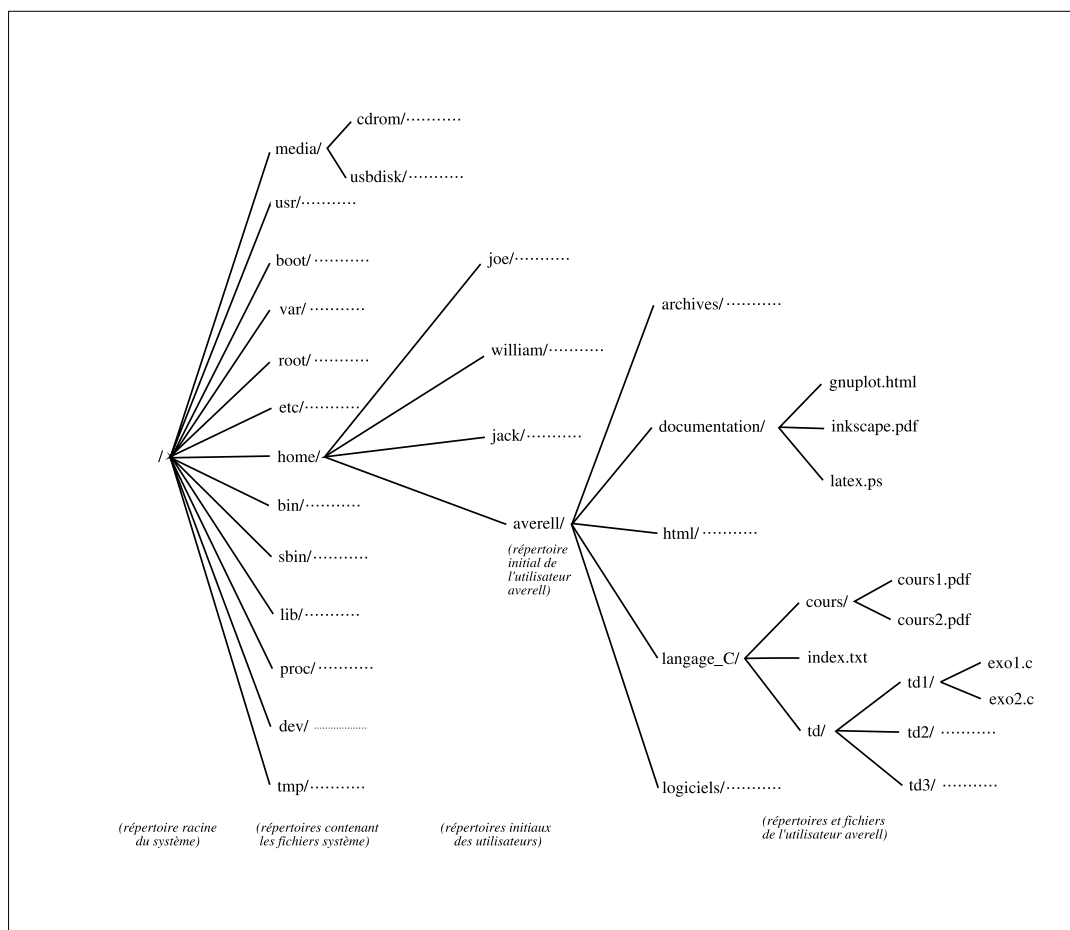 cdrom/...........
media/
usbdisk/...........
usr/...........
boot/ ...........
joe/...........
var/ ...........
archives/ ...........
root/ ...........
william/...........
gnuplot.html
etc/...........
documentation/
inkscape.pdf
jack/...........
/
home/
latex.ps
bin/...........
averell/
html/ ...........
(répertoire
initial de
l'utilisateur
averell)
sbin/...........
cours1.pdf
cours/
lib/...........
cours2.pdf
langage_C/
index.txt
exo1.c
proc/ ...........
td1/
exo2.c
dev/ ...........
td/
td2/ ...........
tmp/...........
logiciels/...........
td3/ ...........
(répertoire racine
du système)
(répertoires contenant
les fichiers système)
(répertoires initiaux
des utilisateurs)
(répertoires et fichiers
de l'utilisateur averell)